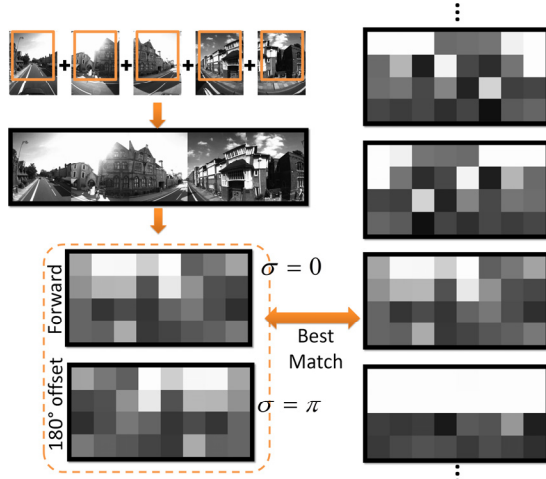 + + + +
Forward
σ = 0
Best
Match
180° offset
σ = π